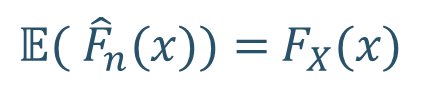 𝔼( F̂ₙ(x)) = F_X(x)